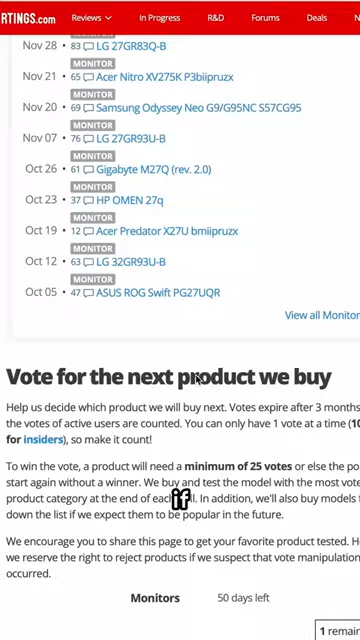 RTINGS.com Reviews In Progress R&D Forums Deals N
MONITOR
Nov 28 • 83 LG 27GR83Q-B
MONITOR
Nov 21 • 65 Acer Nitro XV275K P3biipruzx
MONITOR
Nov 20 • 69 Samsung Odyssey Neo G9/G95NC S57CG95
MONITOR
Nov 07 • 76 LG 27GR93U-B
MONITOR
Oct 26 • 61 Gigabyte M27Q (rev. 2.0)
MONITOR
Oct 23 • 37 HP OMEN 27q
MONITOR
Oct 19 • 12 Acer Predator X27U bmiipruzx
MONITOR
Oct 12 • 63 LG 32GR93U-B
MONITOR
Oct 05 • 47 ASUS ROG Swift PG27UQR
View all Monitor
Vote for the next product we buy
Help us decide which product we will buy next. Votes expire after 3 months
the votes of active users are counted. You can only have 1 vote at a time (10
for insiders), so make it count!
To win the vote, a product will need a minimum of 25 votes or else the po
start again without a winner. We buy and test the model with the most vote
product category at the end of each. In addition, we'll also buy models f
if
down the list if we expect them to be popular in the future.
We encourage you to share this page to get your favorite product tested. Ho
we reserve the right to reject products if we suspect that vote manipulation
occurred.
Monitors 50 days left
1 remain